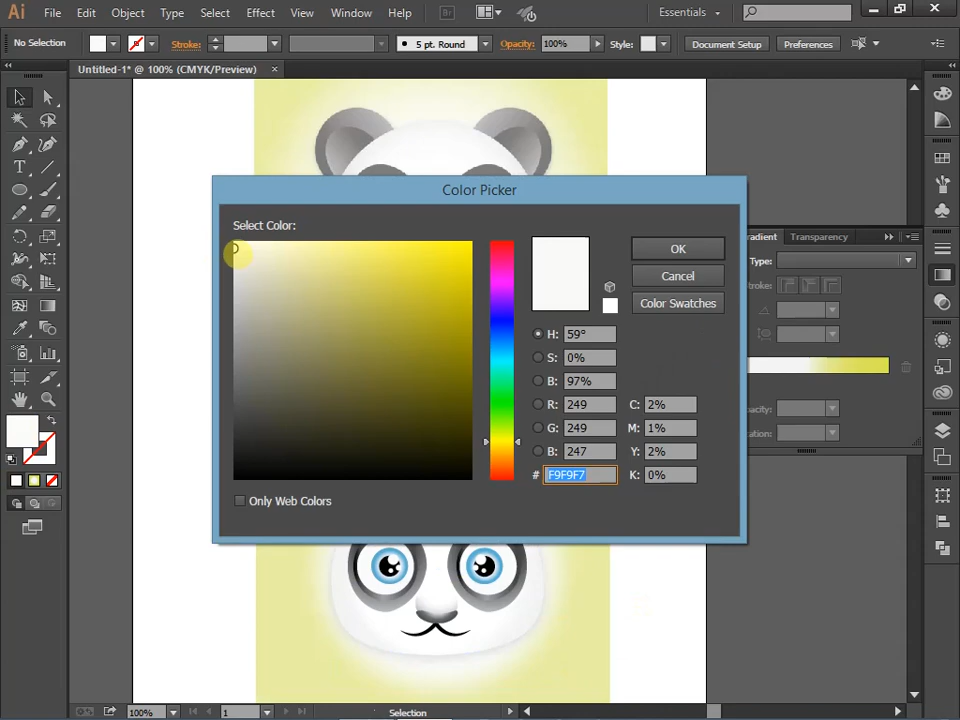 Ai File Edit Object Type Select Effect View Window Help Br Essentials
No Selection Stroke: 5 pt. Round Opacity: 100% Style: Document Setup Preferences
Untitled-1* @ 100% (CMYK/Preview) ×
Color Picker
Select Color:
OK
Cancel
Color Swatches
H: 59°
S: 0%
B: 97%
R: 249 C: 2%
G: 249 M: 1%
B: 247 Y: 2%
# F9F9F7 K: 0%
Only Web Colors
Transparency
Type:
100% 1 Selection